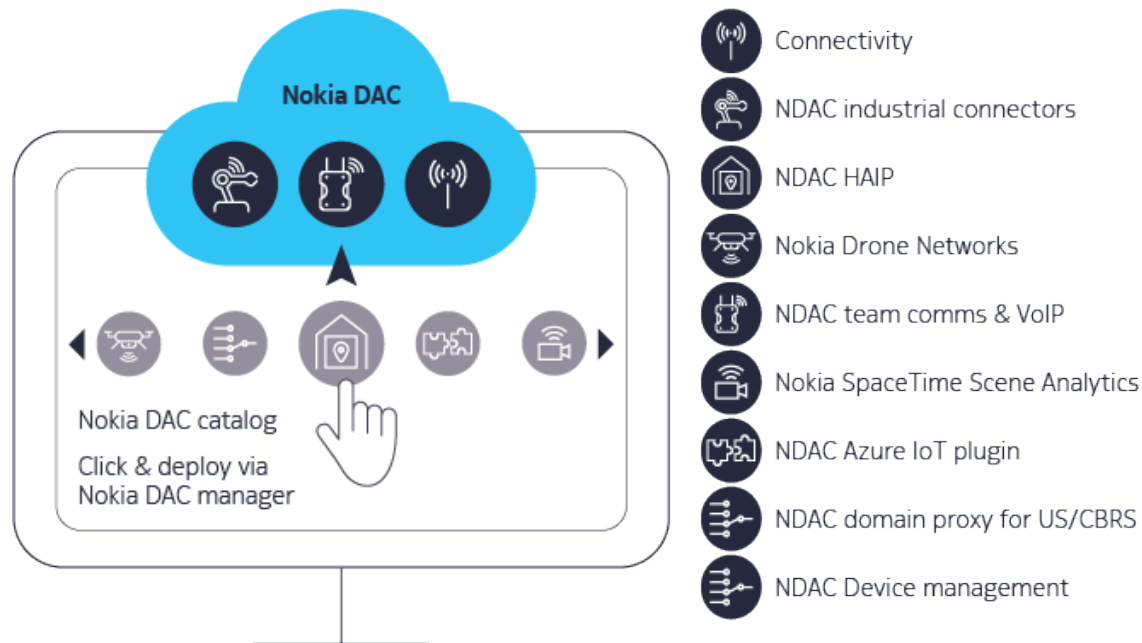 Nokia DAC
Nokia DAC catalog
Click & deploy via
Nokia DAC manager
Connectivity
NDAC industrial connectors
NDAC HAIP
Nokia Drone Networks
NDAC team comms & VoIP
Nokia SpaceTime Scene Analytics
NDAC Azure IoT plugin
NDAC domain proxy for US/CBRS
NDAC Device management